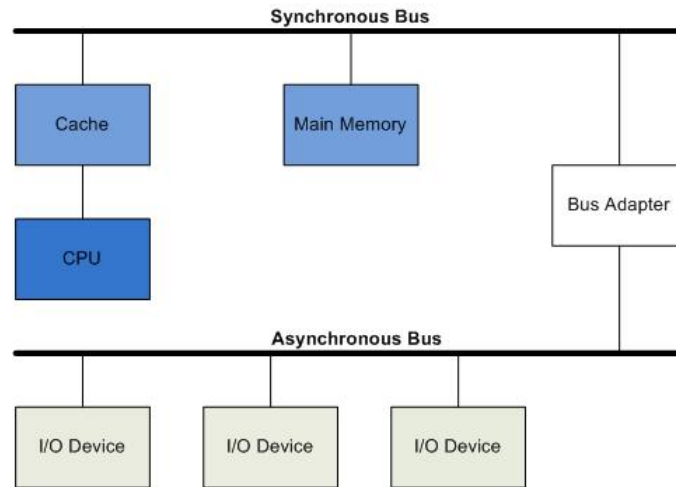 Synchronous Bus
Cache
Main Memory
Bus Adapter
CPU
Asynchronous Bus
I/O Device
I/O Device
I/O Device